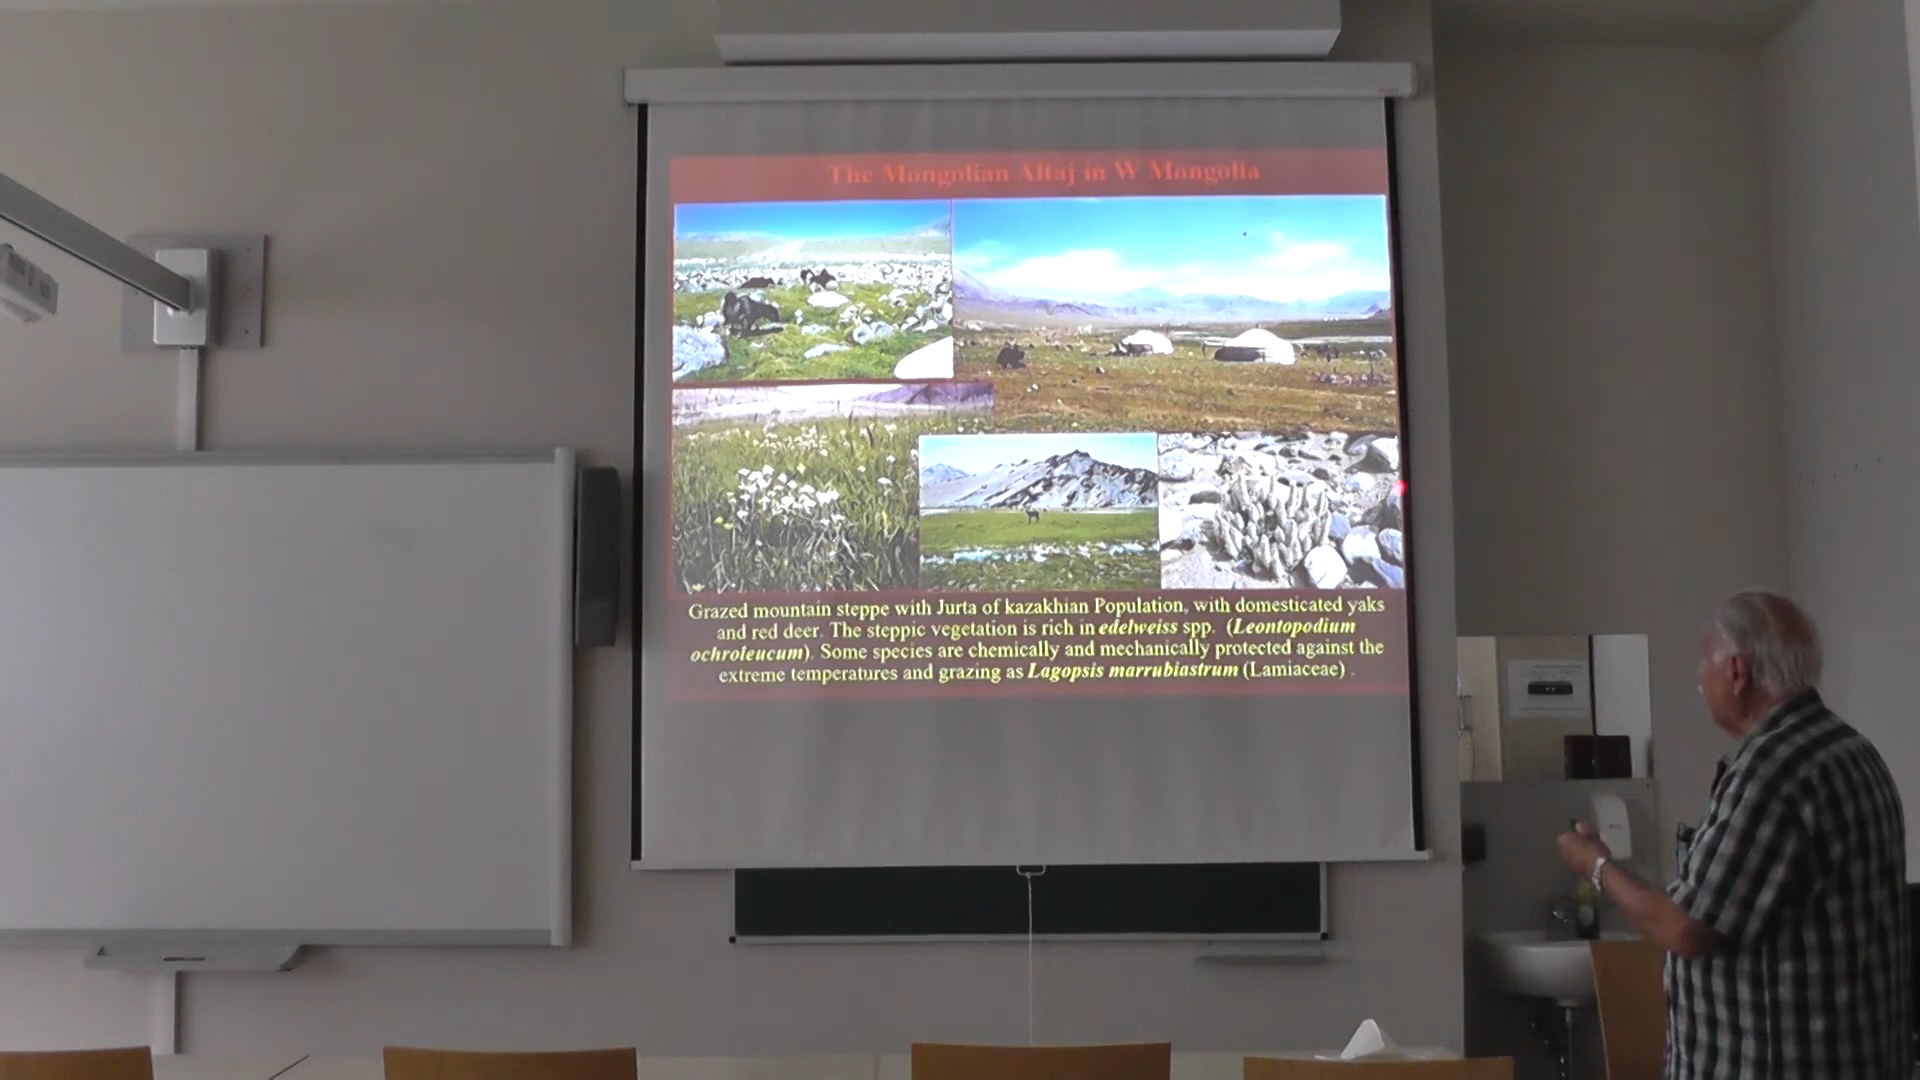 The Mongolian Altaj in W Mongolia
Grazed mountain steppe with Jurta of kazakhian Population, with domesticated yaks
and red deer. The steppic vegetation is rich in edelweiss spp. (Leontopodium
ochroleucum). Some species are chemically and mechanically protected against the
extreme temperatures and grazing as Lagopsis marrubiastrum (Lamiacee) .